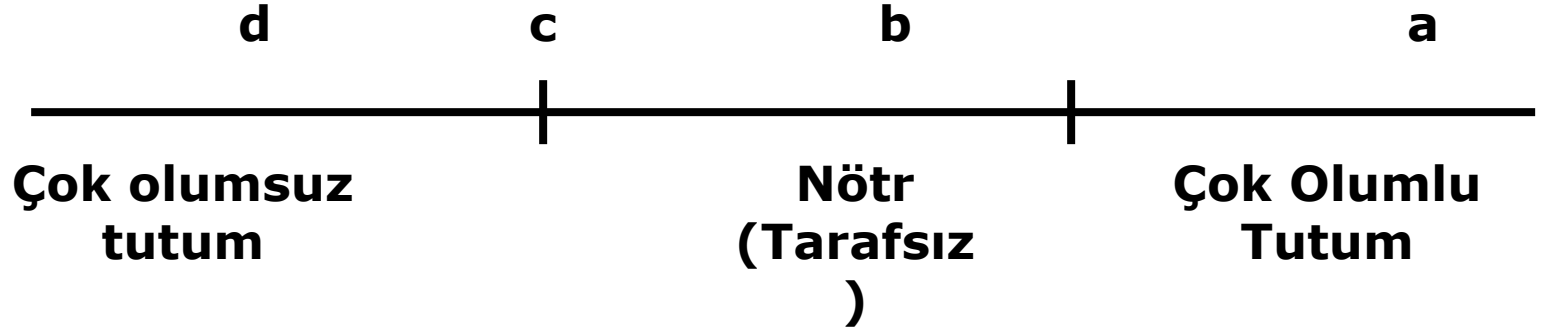 d c b a
Çok olumsuz tutum
Nötr (Tarafsız
)
Çok Olumlu Tutum